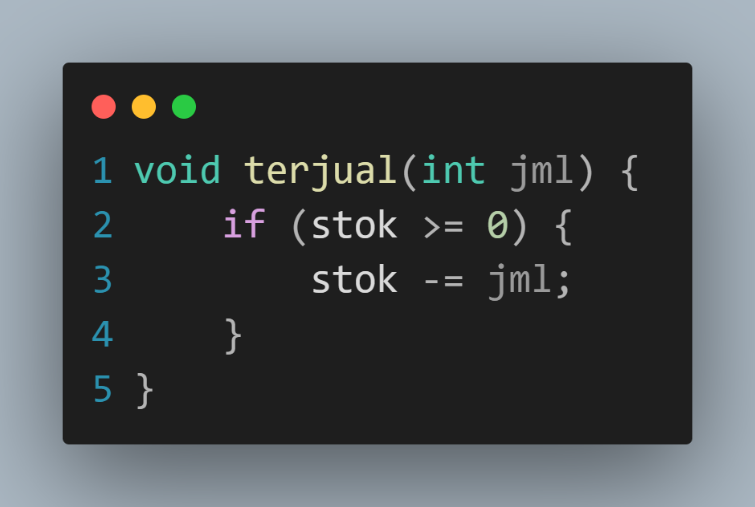 1 void terjual(int jml) {
2     if (stok >= 0) {
3         stok -= jml;
4     }
5 }